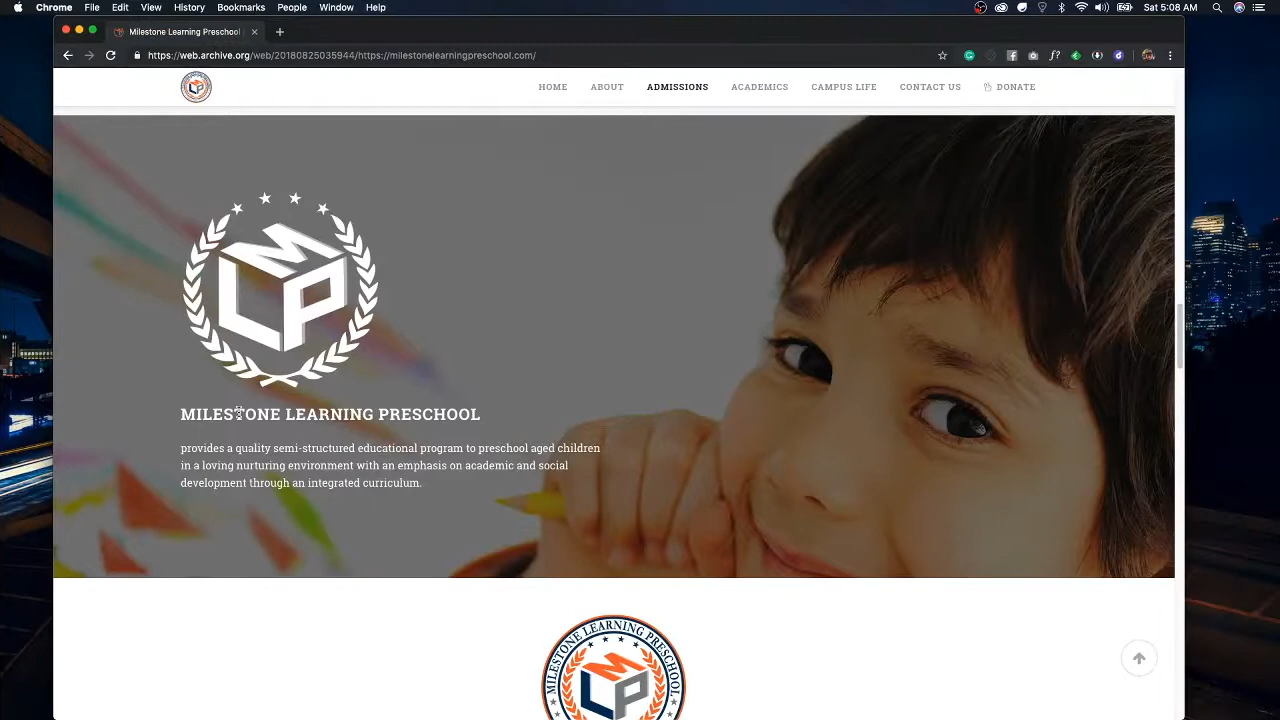 Chrome File Edit View History Bookmarks People Window Help
Sat 5:08 AM
Milestone Learning Preschool
https://web.archive.org/web/20180825035944/https://milestonelearningpreschool.com/
HOME ABOUT ADMISSIONS ACADEMICS CAMPUS LIFE CONTACT US DONATE
MLP
MILESTONE LEARNING PRESCHOOL
provides a quality semi-structured educational program to preschool aged children
in a loving nurturing environment with an emphasis on academic and social
development through an integrated curriculum.
MILESTONE LEARNING PRESCHOOL
MLP